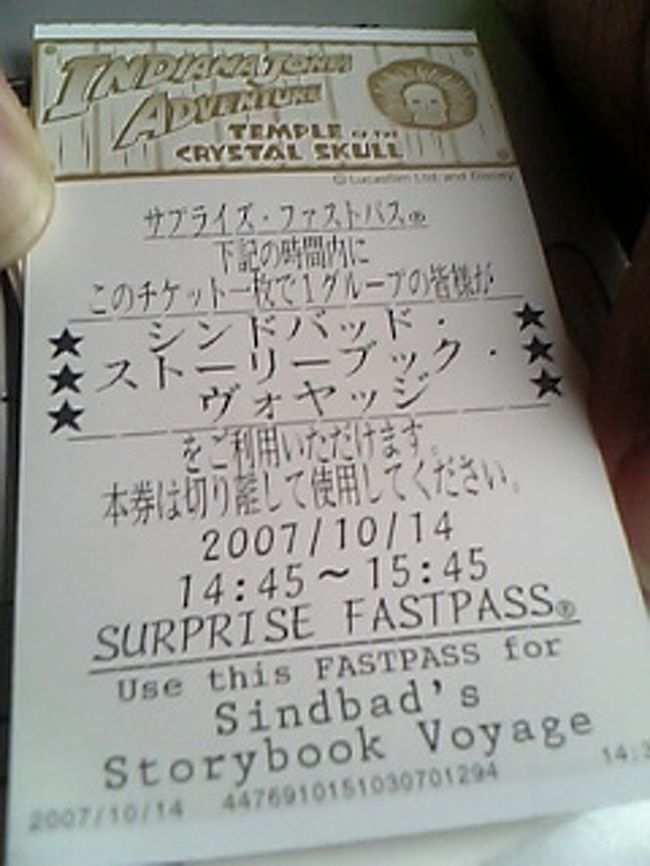 INDIANA JONES
ADVENTURE
TEMPLE OF THE
CRYSTAL SKULL
© Lucasfilm Ltd. and Disney
サプライズ・ファストパス®
下記の時間内に
このチケット一枚で1グループの皆様が
★ シンドバッド・ ★
★ ストーリーブック・ ★
★ ヴォヤッジ ★
をご利用いただけます。
本券は切り離して使用してください。
2007/10/14
14:45~15:45
SURPRISE FASTPASS®
Use this FASTPASS for
Sindbad's
Storybook Voyage
2007/10/14 4476910151030701294 14:3